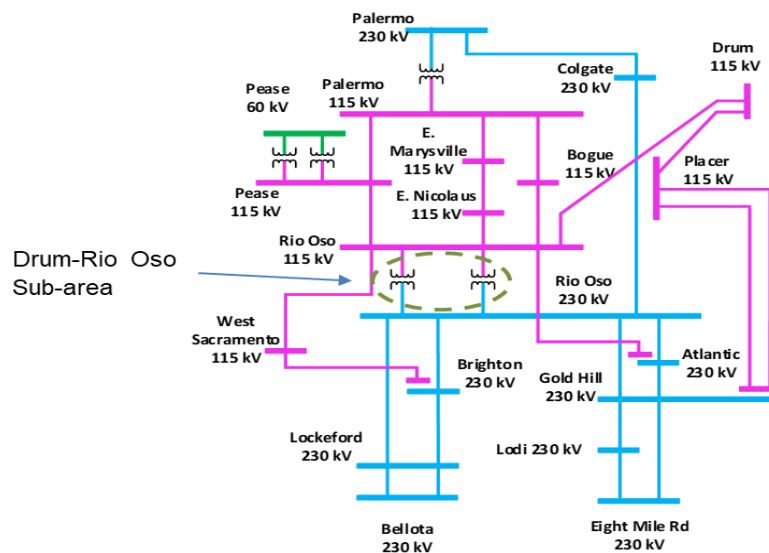 Palermo
230 kV
Drum
115 kV
Colgate
230 kV
Pease
60 kV
Palermo
115 kV
E.
Marysville
115 kV
Bogue
115 kV
Placer
115 kV
Pease
115 kV
E. Nicolaus
115 kV
Rio Oso
115 kV
Drum-Rio Oso
Sub-area
Rio Oso
230 kV
West
Sacramento
115 kV
Brighton
230 kV
Atlantic
230 kV
Gold Hill
230 kV
Lockeford
230 kV
Lodi 230 kV
Bellota
230 kV
Eight Mile Rd
230 kV